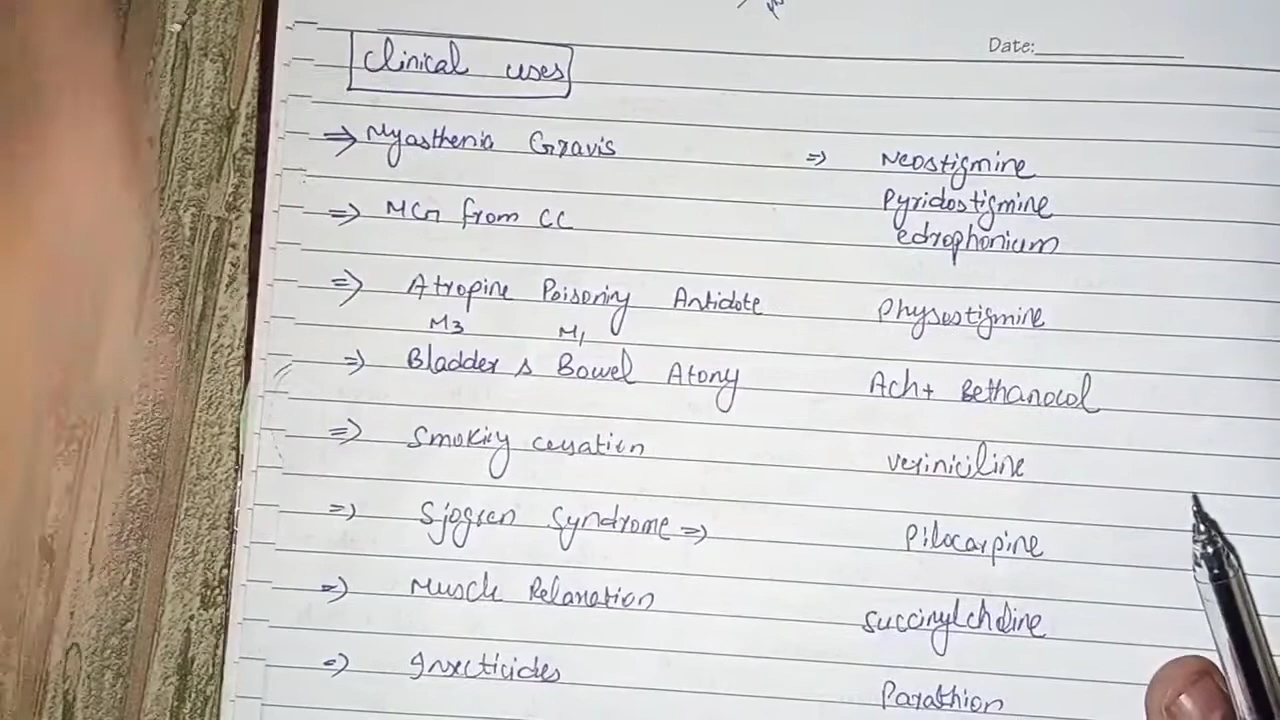 Date:
Clinical uses
⇒ Myasthenia Gravis ⇒ Neostigmine
Pyridostigmine
⇒ MG from CC
edrophonium
⇒ Atropine Poisoning Antidote Physostigmine
M3 M1
⇒ Bladder & Bowel Atony Ach+ Bethanocol
⇒ Smoking cessation veriniciline
⇒ Sjogren Syndrome ⇒ Pilocarpine
⇒ Muscle Relaxation Succinylcholine
⇒ Insecticides Parathion